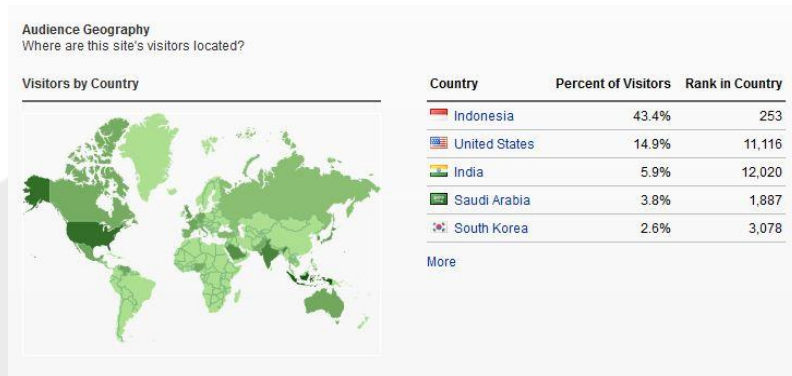 Audience Geography
Where are this site's visitors located?
Visitors by Country
Country Percent of Visitors Rank in Country
Indonesia 43.4% 253
United States 14.9% 11,116
India 5.9% 12,020
Saudi Arabia 3.8% 1,887
South Korea 2.6% 3,078
More